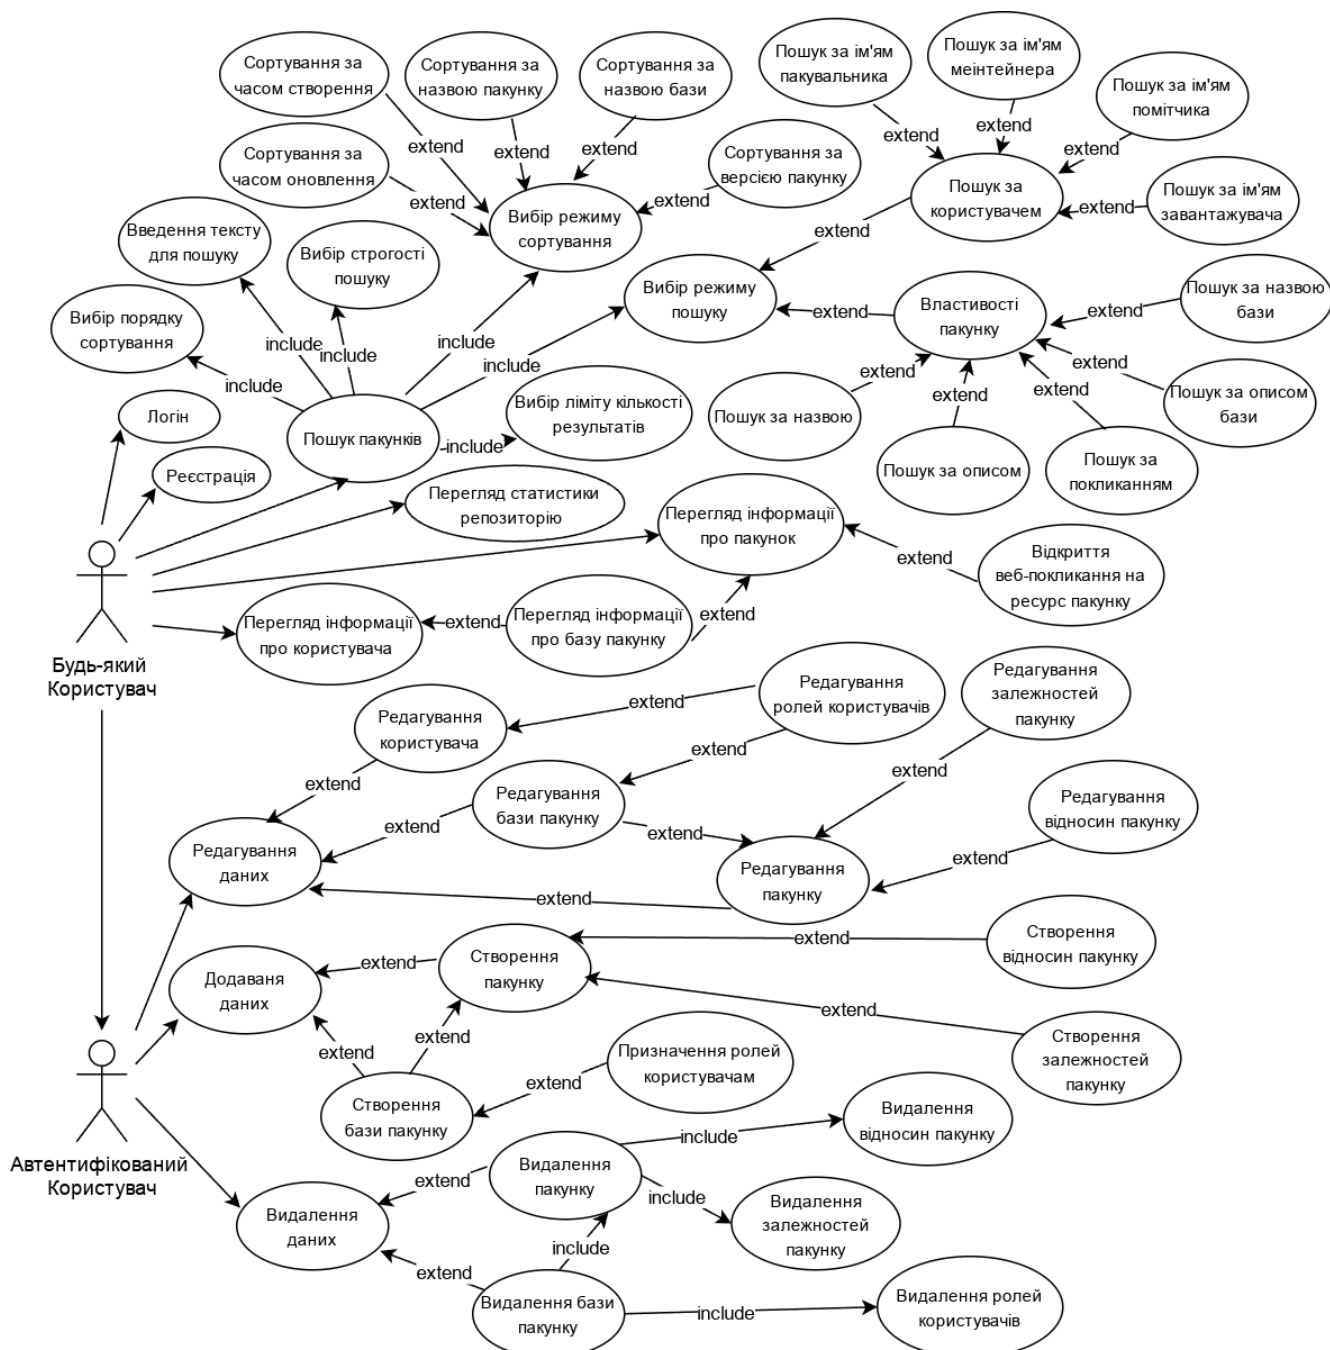 Сортування за
часом створення
Сортування за
назвою пакунку
Сортування за
назвою бази
Пошук за ім'ям
пакувальника
Пошук за ім'ям
меінтейнера
Пошук за ім'ям
помітчика
extend
extend
extend
extend
extend
extend
Сортування за
часом оновлення
Сортування за
версією пакунку
Пошук за
користувачем
Пошук за ім'ям
завантажувача
extend
extend
extend
Вибір режиму
сортування
Введення тексту
для пошуку
Вибір строгості
пошуку
extend
Вибір режиму
пошуку
extend
Властивості
пакунку
extend
Пошук за назвою
бази
Вибір порядку
сортування
include
include
include
include
include
extend
extend
extend
extend
Пошук за описом
бази
Логін
Пошук пакунків
include
Вибір ліміту кількості
результатів
Пошук за назвою
Пошук за описом
Пошук за
покликанням
Реєстрація
Перегляд статистики
репозиторію
Перегляд інформації
про пакунок
extend
Відкриття
веб-покликання на
ресурс пакунку
Перегляд інформації
про користувача
extend
Перегляд інформації
про базу пакунку
extend
Будь-який
Користувач
Редагування
користувача
extend
Редагування
ролей користувачів
Редагування
залежностей
пакунку
extend
extend
extend
Редагування
бази пакунку
Редагування
відносин пакунку
extend
extend
extend
Редагування
даних
Редагування
пакунку
extend
Створення
відносин пакунку
extend
Створення
пакунку
extend
Додаваня
даних
extend
extend
extend
Створення
залежностей
пакунку
Призначення ролей
користувачам
extend
Створення
бази пакунку
Видалення
відносин пакунку
include
Автентифікований
Користувач
Видалення
пакунку
extend
include
Видалення
залежностей
пакунку
Видалення
даних
include
extend
Видалення бази
пакунку
include
Видалення ролей
користувачів